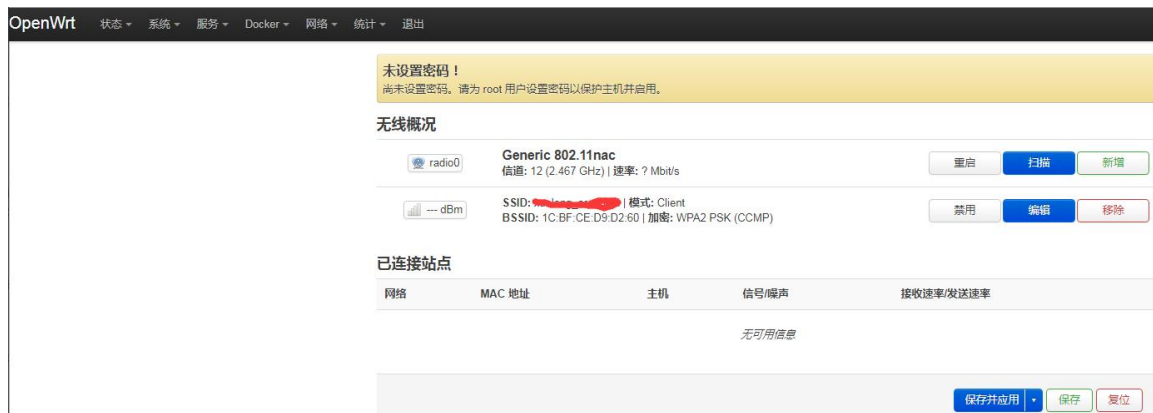 OpenWrt 状态 系统 服务 Docker 网络 统计 退出
未设置密码！
尚未设置密码。请为 root 用户设置密码以保护主机并启用。
无线概况
radio0 Generic 802.11nac 重启 扫描 新增
信道: 12 (2.467 GHz) | 速率: ? Mbit/s
--- dBm SSID: | 模式: Client 禁用 编辑 移除
BSSID: 1C:BF:CE:D9:D2:60 | 加密: WPA2 PSK (CCMP)
已连接站点
网络 MAC 地址 主机 信号/噪声 接收速率/发送速率
无可用信息
保存并应用 保存 复位